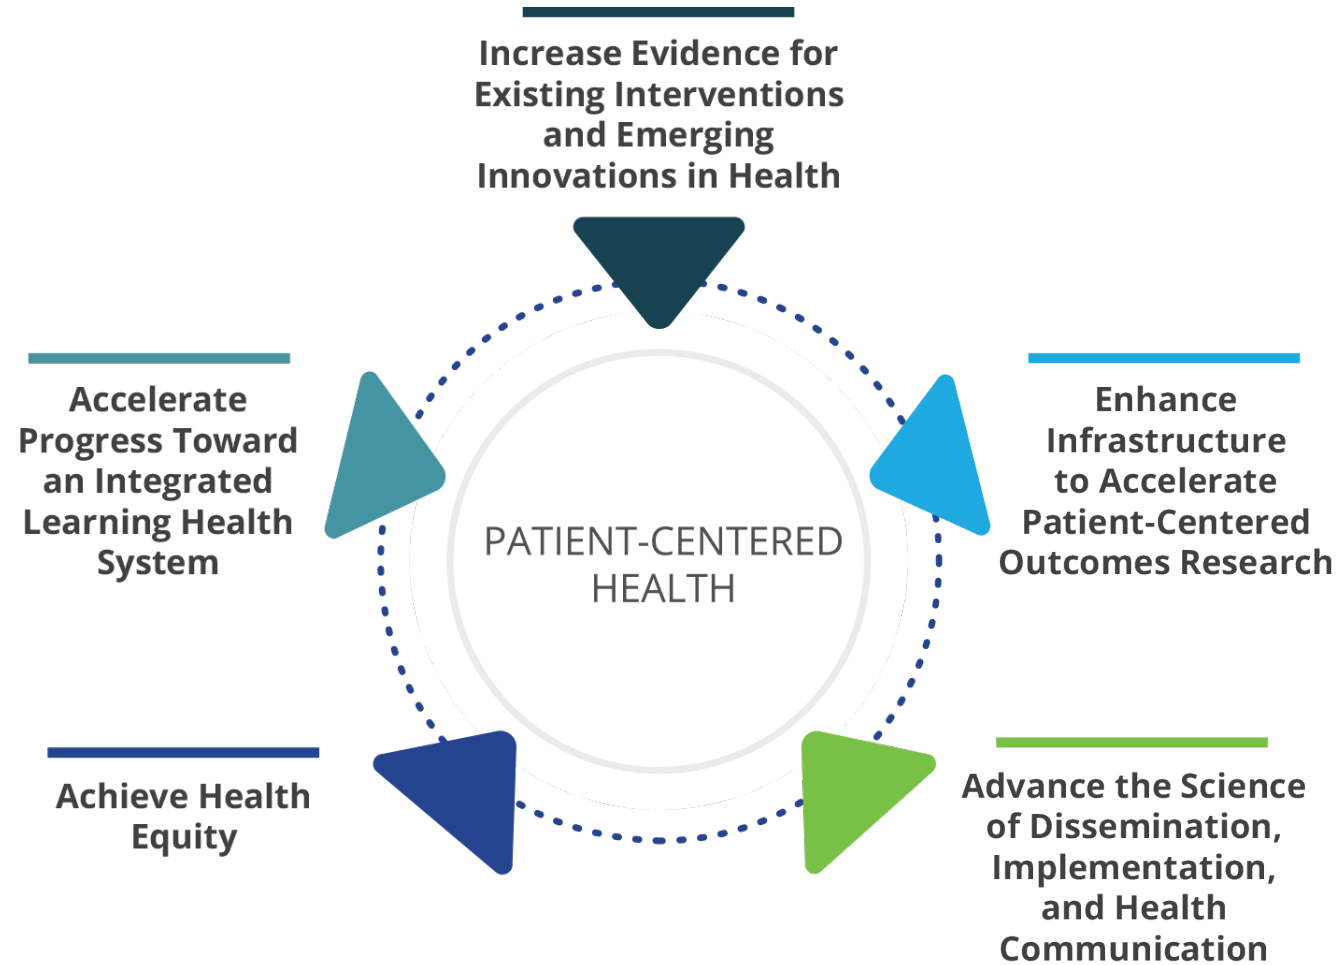 Increase Evidence for
Existing Interventions
and Emerging
Innovations in Health
Enhance
Infrastructure
to Accelerate
Patient-Centered
Outcomes Research
Advance the Science
of Dissemination,
Implementation,
and Health
Communication
Achieve Health
Equity
Accelerate
Progress Toward
an Integrated
Learning Health
System
PATIENT-CENTERED
HEALTH